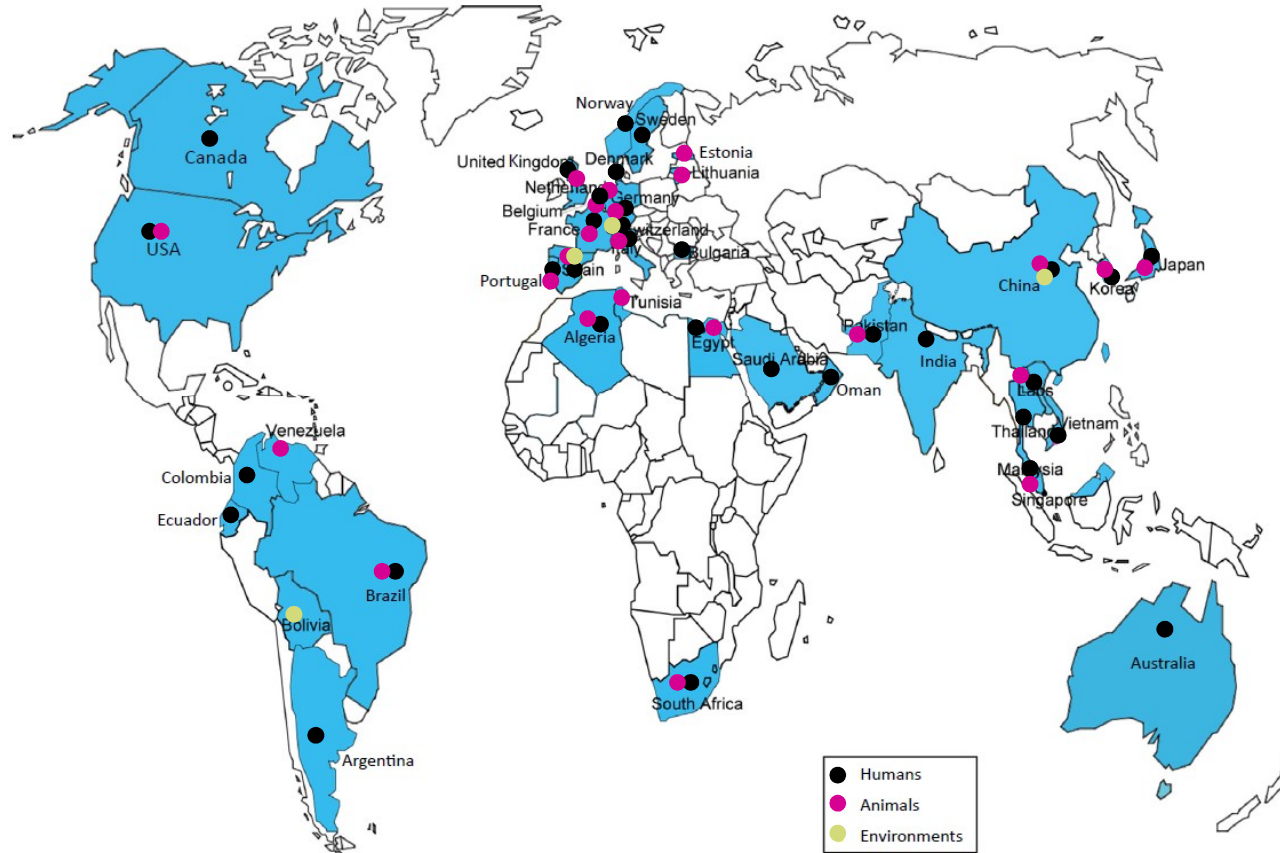 Norway
Sweden
Canada
United Kingdom
Denmark
Estonia
Lithuania
Netherland
Germany
Belgium
France
Switzerland
USA
Italy
Bulgaria
Japan
Spain
Portugal
China
Korea
Tunisia
Algeria
Egypt
Pakistan
Saudi Arabia
India
Oman
Laos
Venezuela
Thailand
Vietnam
Colombia
Malaysia
Singapore
Ecuador
Brazil
Bolivia
Australia
South Africa
Argentina
Humans
Animals
Environments